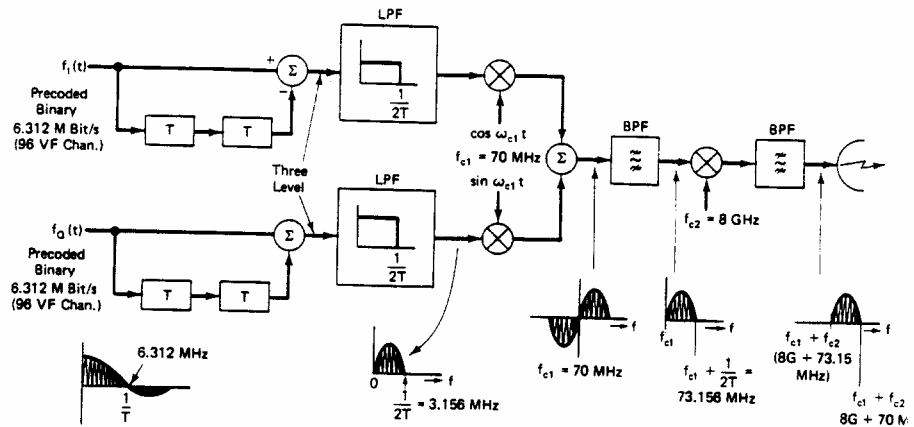 LPF
f₁(t)
+
Σ
−
1/2T
Precoded
Binary
6.312 M Bit/s
(96 VF Chan.)
T
T
cos ω_c1 t
f_c1 = 70 MHz
sin ω_c1 t
Σ
BPF
BPF
f_c2 = 8 GHz
Three
Level
LPF
f_Q(t)
Σ
1/2T
Precoded
Binary
6.312 M Bit/s
(96 VF Chan.)
T
T
6.312 MHz
1/T
0
f
1/2T = 3.156 MHz
f
f_c1 = 70 MHz
f_c1
f
f_c1 + 1/2T =
73.156 MHz
f
f_c1 + f_c2
(8G + 73.15
MHz)
f_c1 + f_c2
8G + 70 M